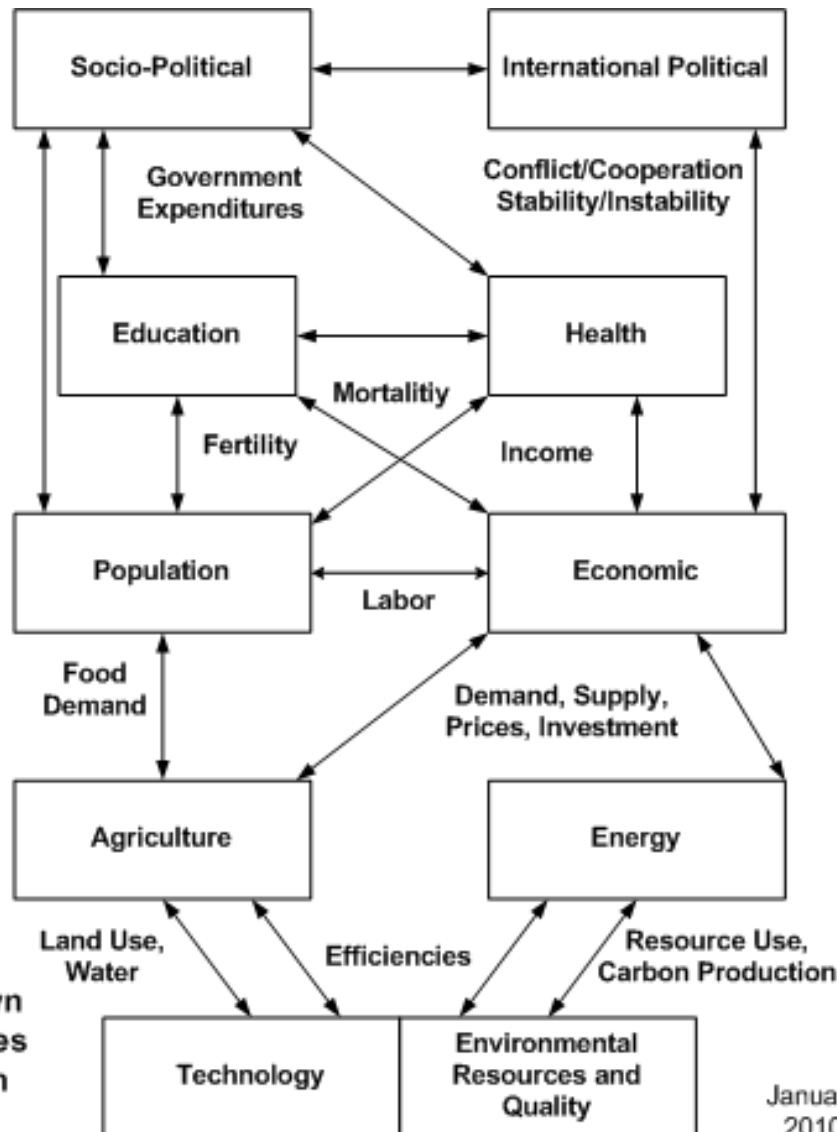 Socio-Political
International Political
Government
Expenditures
Conflict/Cooperation
Stability/Instability
Education
Health
Mortalitiy
Fertility
Income
Population
Economic
Labor
Food
Demand
Demand, Supply,
Prices, Investment
Agriculture
Energy
Land Use,
Water
Efficiencies
Resource Use,
Carbon Production
Technology
Environmental
Resources and
Quality
2010